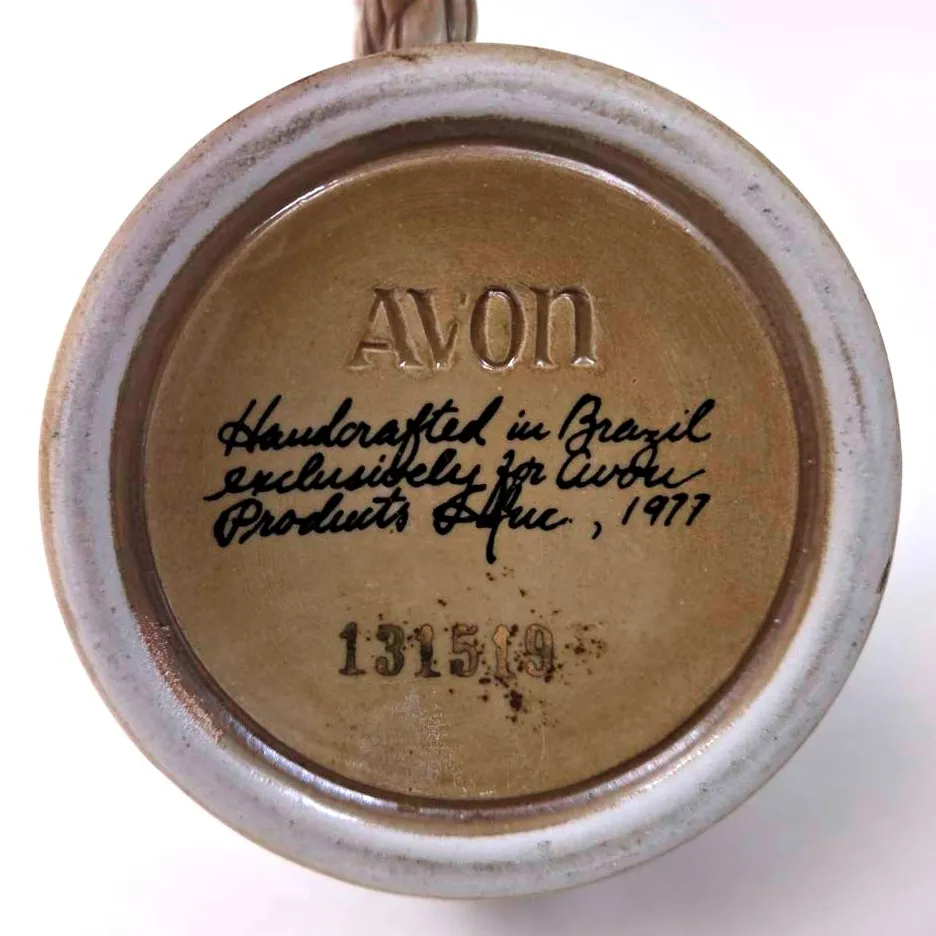 AVON
Handcrafted in Brazil
exclusively for Avon
Products Inc., 1977
131519